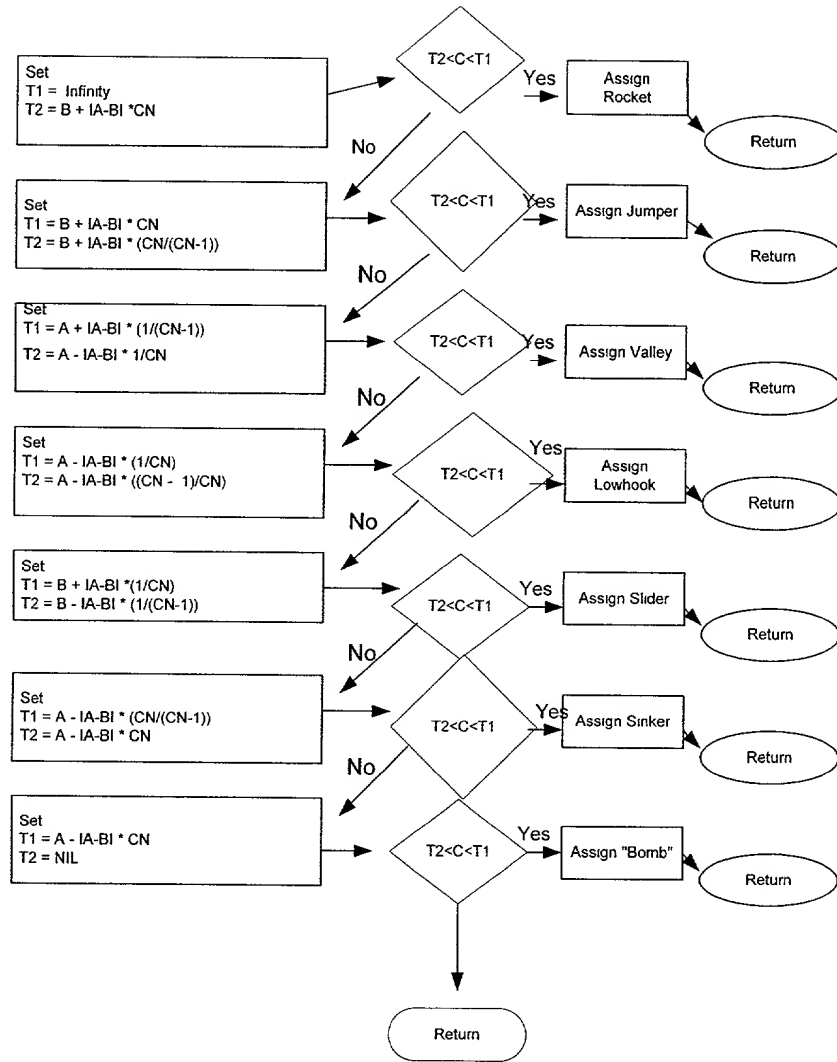 Set
T1 = Infinity
T2 = B + IA-BI *CN
T2<C<T1
Yes
Assign
Rocket
Return
No
Set
T1 = B + IA-BI * CN
T2 = B + IA-BI * (CN/(CN-1))
T2<C<T1
Yes
Assign Jumper
Return
No
Set
T1 = A + IA-BI * (1/(CN-1))
T2 = A - IA-BI * 1/CN
T2<C<T1
Yes
Assign Valley
Return
No
Set
T1 = A - IA-BI * (1/CN)
T2 = A - IA-BI * ((CN - 1)/CN)
T2<C<T1
Yes
Assign
Lowhook
Return
No
Set
T1 = B + IA-BI *(1/CN)
T2 = B - IA-BI * (1/(CN-1))
T2<C<T1
Yes
Assign Slider
Return
No
Set
T1 = A - IA-BI * (CN/(CN-1))
T2 = A - IA-BI * CN
T2<C<T1
Yes
Assign Sinker
Return
No
Set
T1 = A - IA-BI * CN
T2 = NIL
T2<C<T1
Yes
Assign "Bomb"
Return
Return